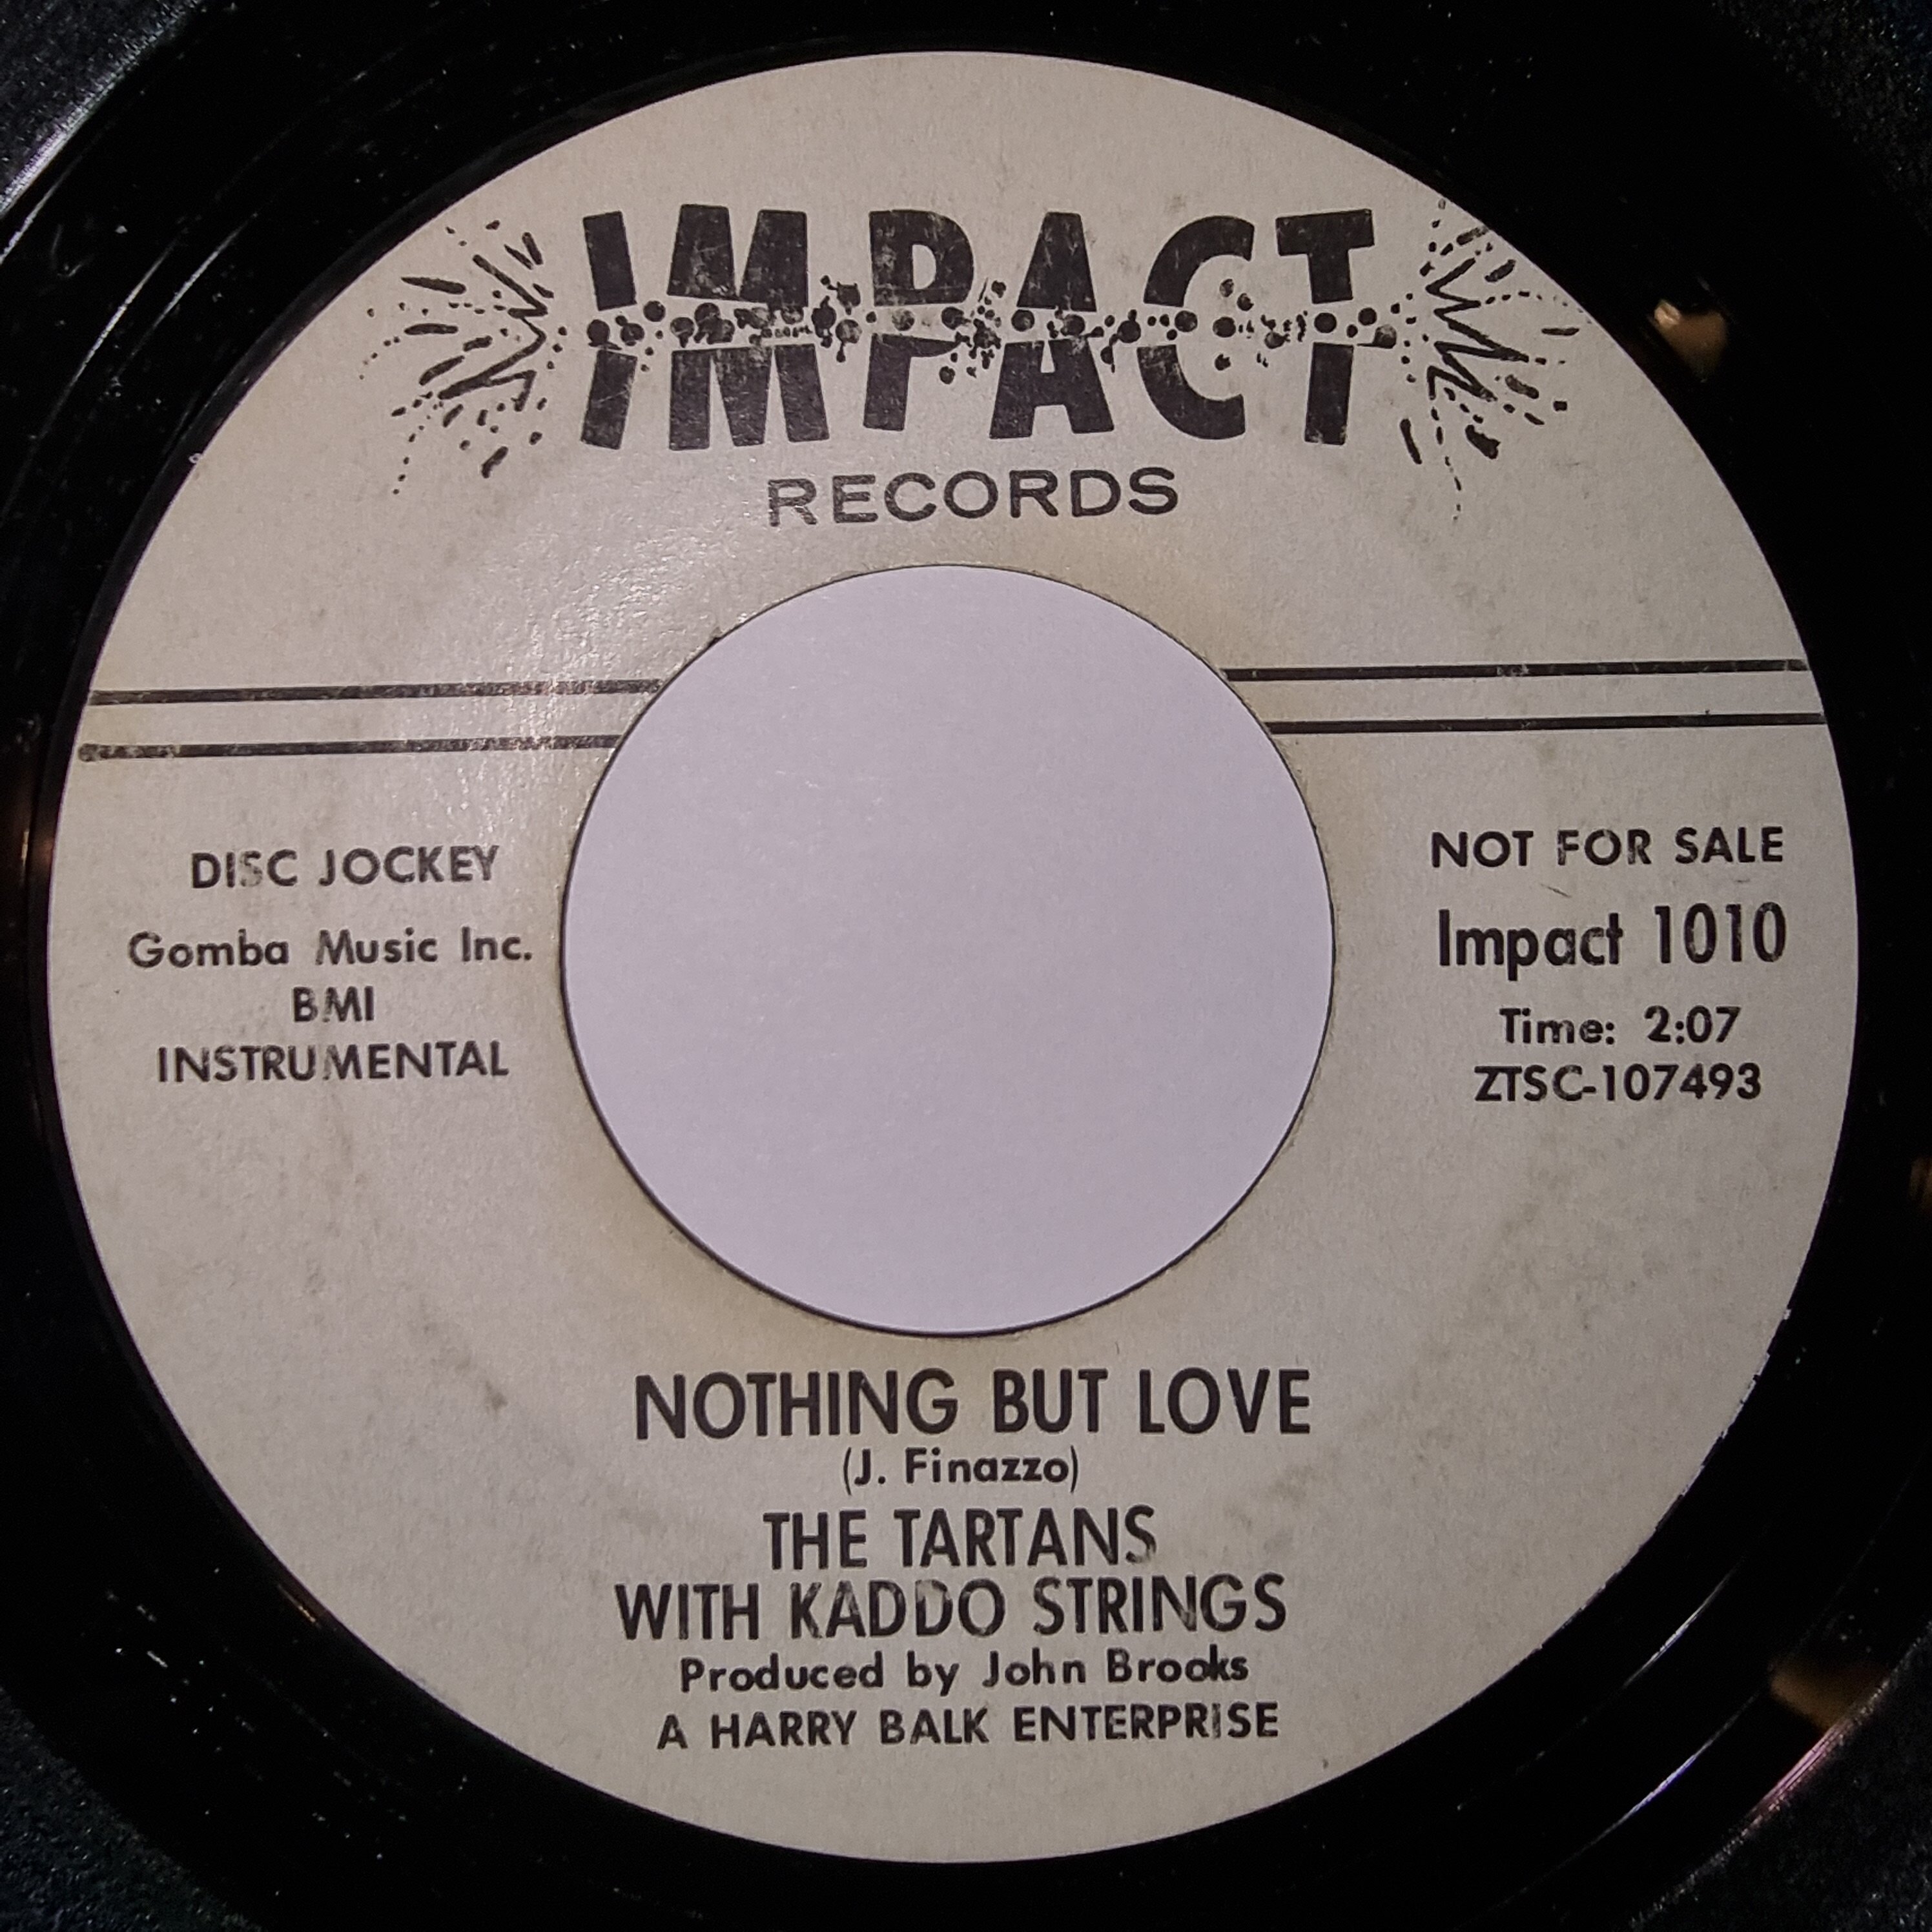 IMPACT
RECORDS
DISC JOCKEY
Gomba Music Inc.
BMI
INSTRUMENTAL
NOT FOR SALE
Impact 1010
Time: 2:07
ZTSC-107493
NOTHING BUT LOVE
(J. Finazzo)
THE TARTANS
WITH KADDO STRINGS
Produced by John Brooks
A HARRY BALK ENTERPRISE